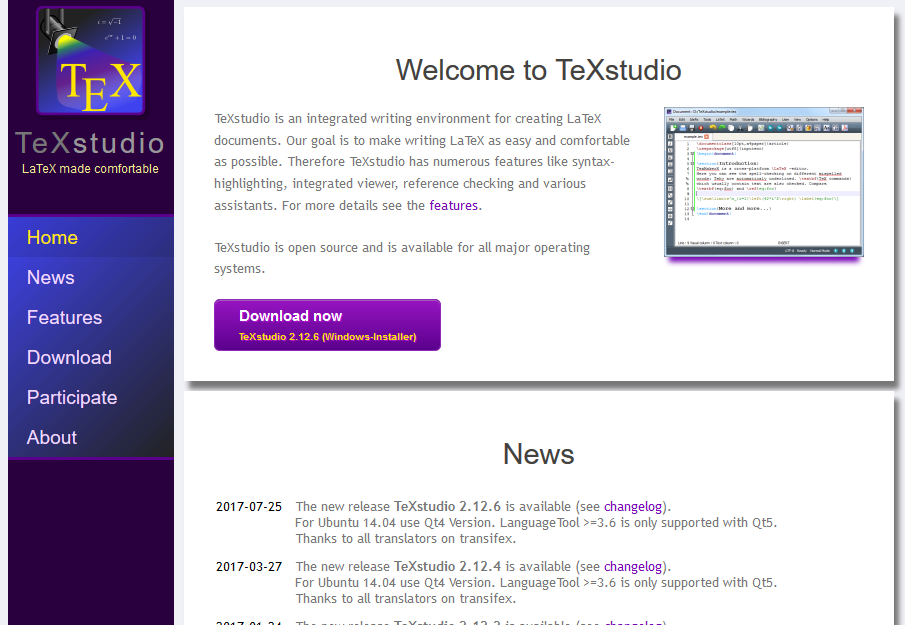 TEX
TeXstudio
LaTeX made comfortable
Home
News
Features
Download
Participate
About
Welcome to TeXstudio
TeXstudio is an integrated writing environment for creating LaTeX
documents. Our goal is to make writing LaTeX as easy and comfortable
as possible. Therefore TeXstudio has numerous features like syntax-
highlighting, integrated viewer, reference checking and various
assistants. For more details see the features.
TeXstudio is open source and is available for all major operating
systems.
Download now
TeXstudio 2.12.6 (Windows-Installer)
News
2017-07-25 The new release TeXstudio 2.12.6 is available (see changelog).
For Ubuntu 14.04 use Qt4 Version. LanguageTool >=3.6 is only supported with Qt5.
Thanks to all translators on transifex.
2017-03-27 The new release TeXstudio 2.12.4 is available (see changelog).
For Ubuntu 14.04 use Qt4 Version. LanguageTool >=3.6 is only supported with Qt5.
Thanks to all translators on transifex.